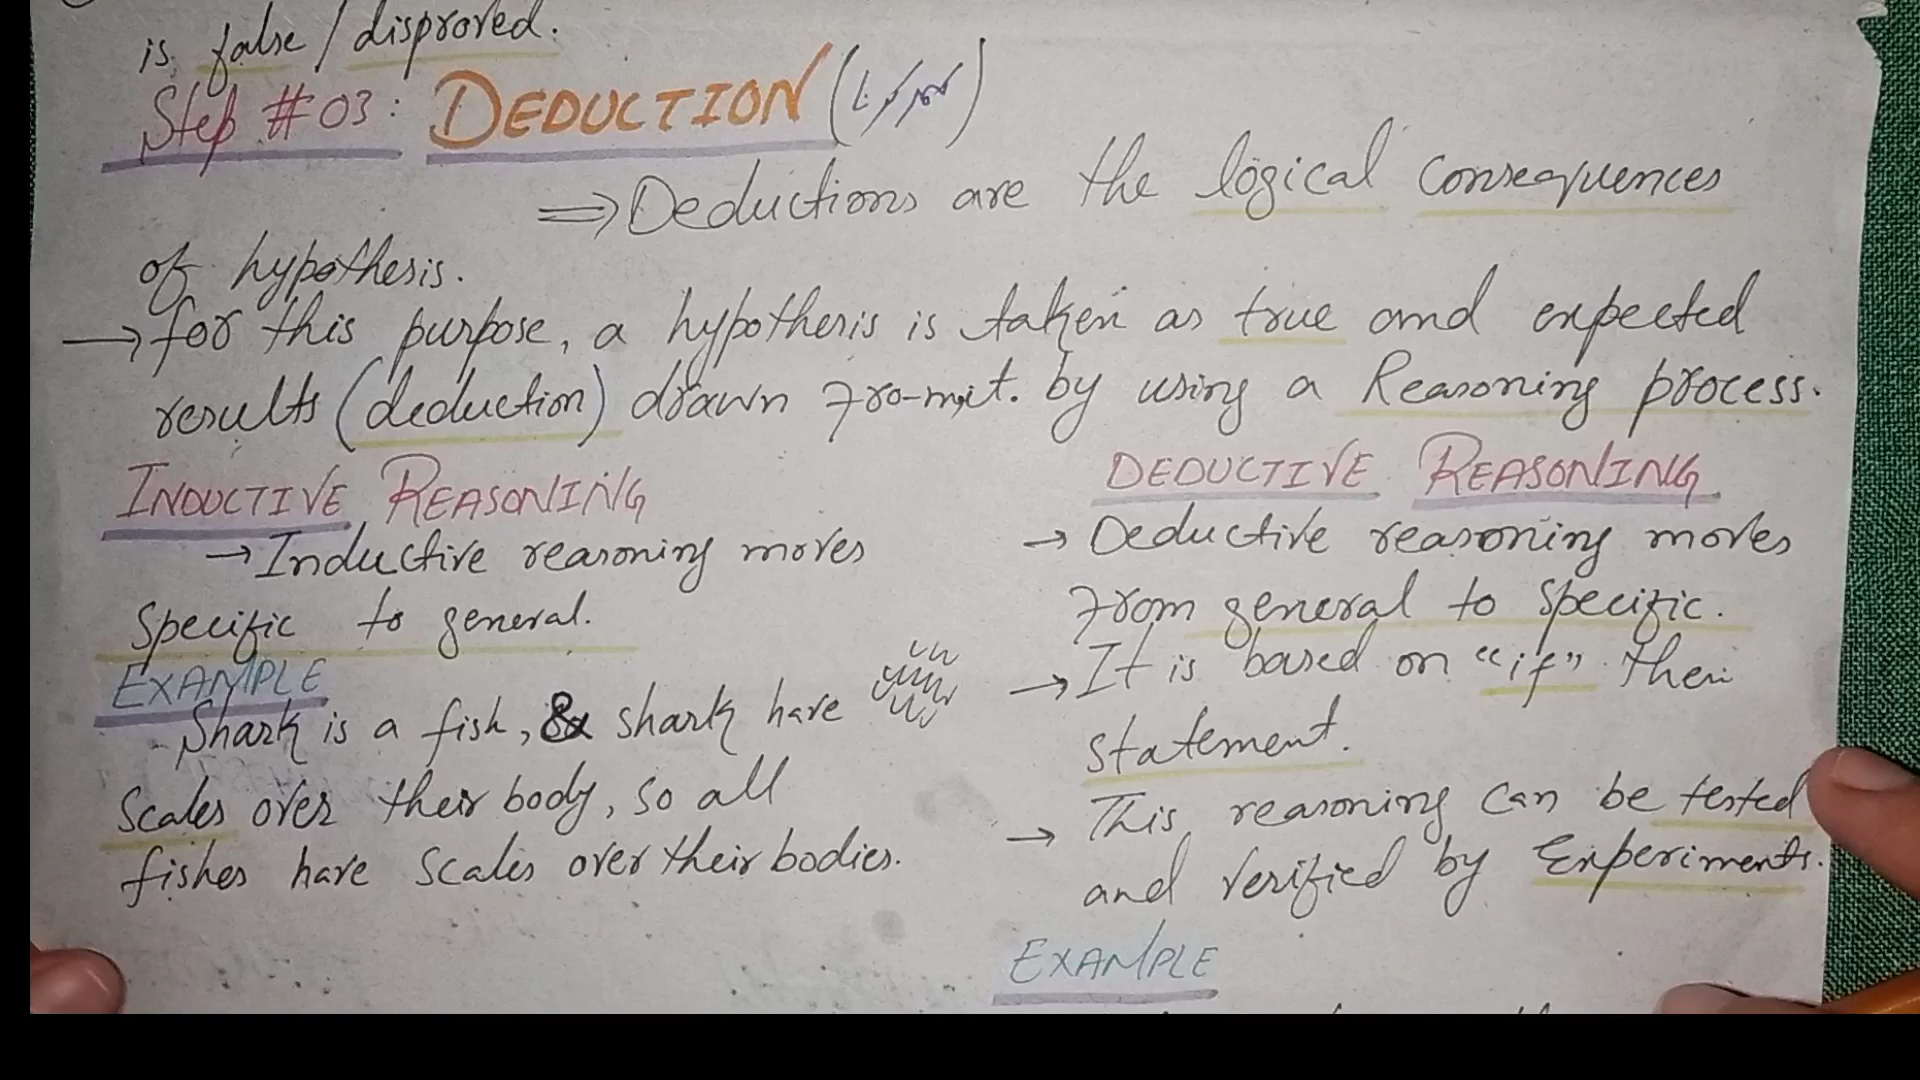 is false / disproved.
Step #03: DEDUCTION
⇒ Deductions are the logical consequences
of hypothesis.
→ for this purpose, a hypothesis is taken as true and expected
results (deduction) drawn fro-m it. by using a Reasoning process.
INDUCTIVE REASONING
→ Inductive reasoning moves
Specific to general.
EXAMPLE
Shark is a fish, & shark have
Scales over their body, so all
fishes have Scales over their bodies.
DEDUCTIVE REASONING
→ Deductive reasoning moves
From general to specific.
→ It is based on "if" then
statement.
→ This reasoning can be tested
and verified by Experiments.
EXAMPLE